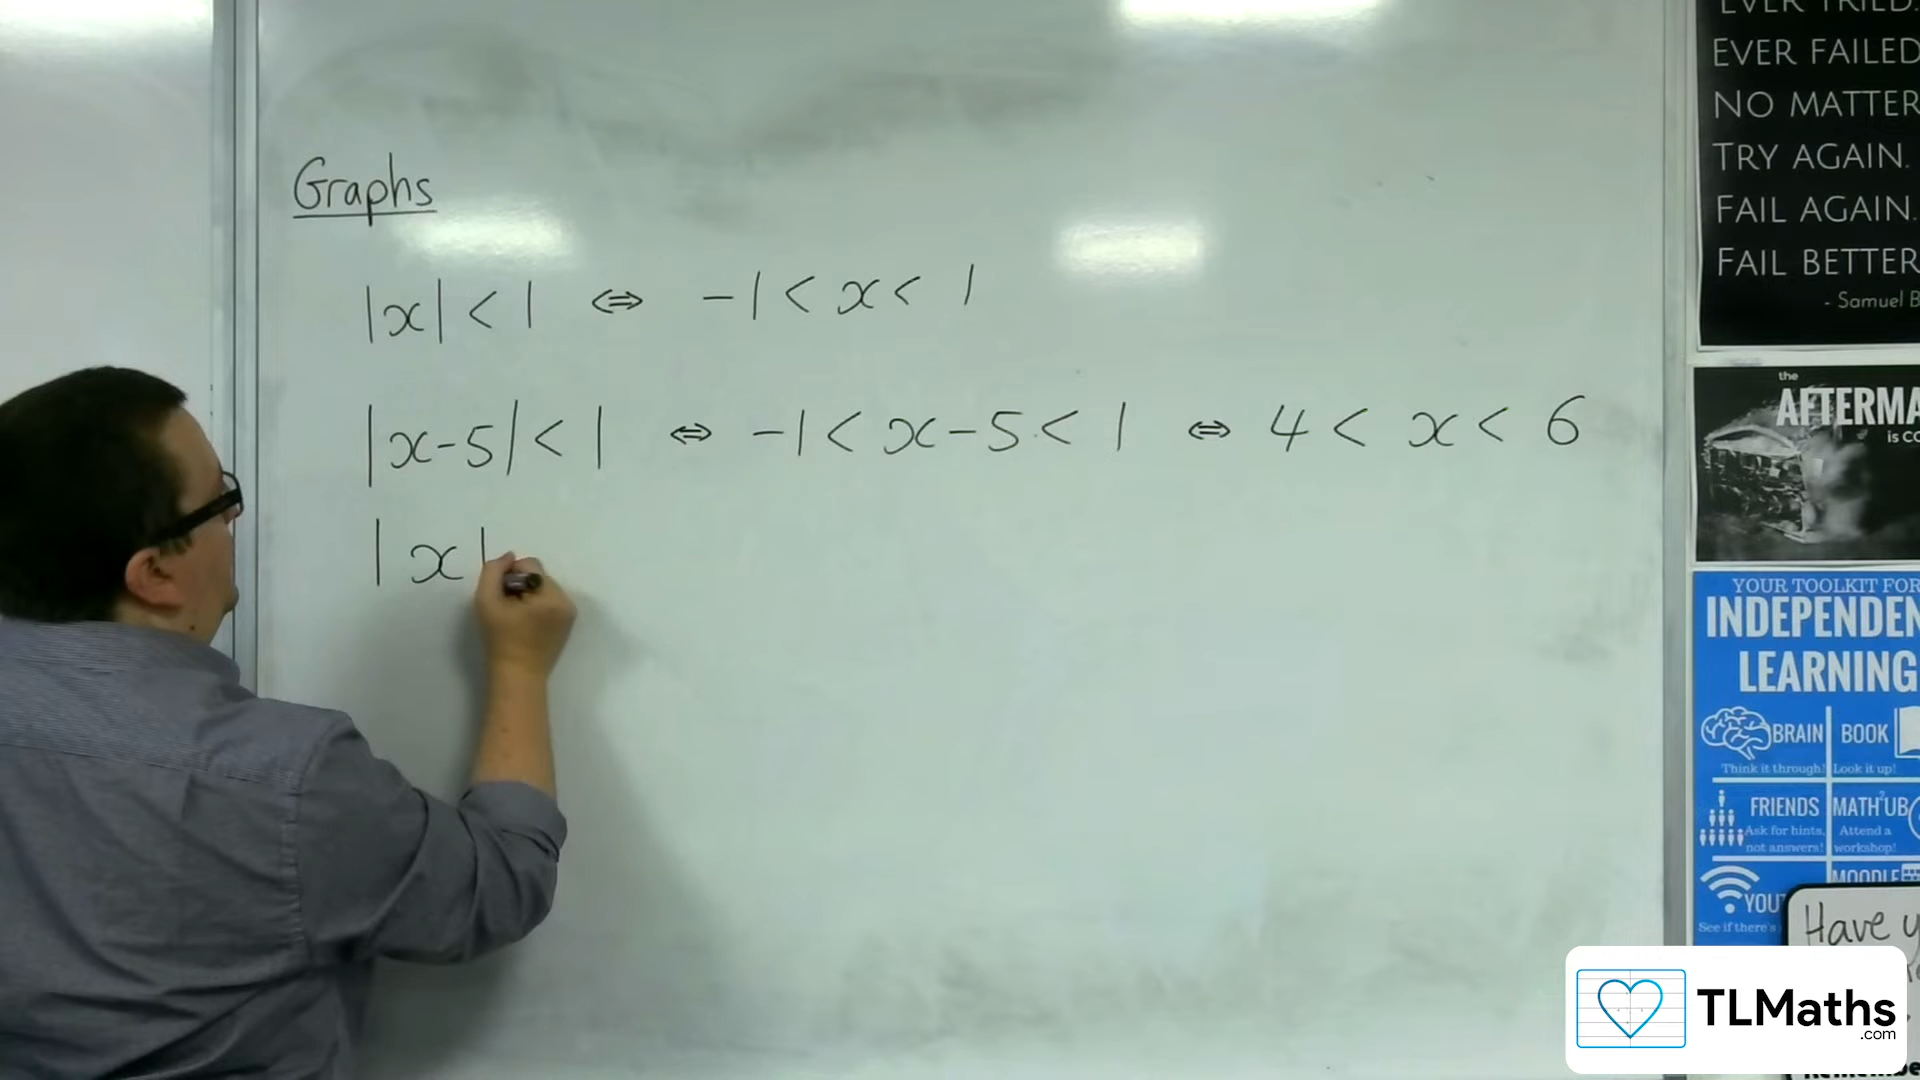 Graphs
|x| < 1 ⇔ -1 < x < 1
|x-5| < 1 ⇔ -1 < x-5 < 1 ⇔ 4 < x < 6
|x|
EVER TRIED.
EVER FAILED
NO MATTER
TRY AGAIN.
FAIL AGAIN.
FAIL BETTER
- Samuel B
the
AFTERMA
is co
YOUR TOOLKIT FOR
INDEPENDEN
LEARNING
BRAIN
Think it through!
BOOK
Look it up!
FRIENDS
Ask for hints,
not answers!
MATH²UB
Attend a
workshop!
YOU
See if there's
MOODLE
Have y
TLMaths
.com